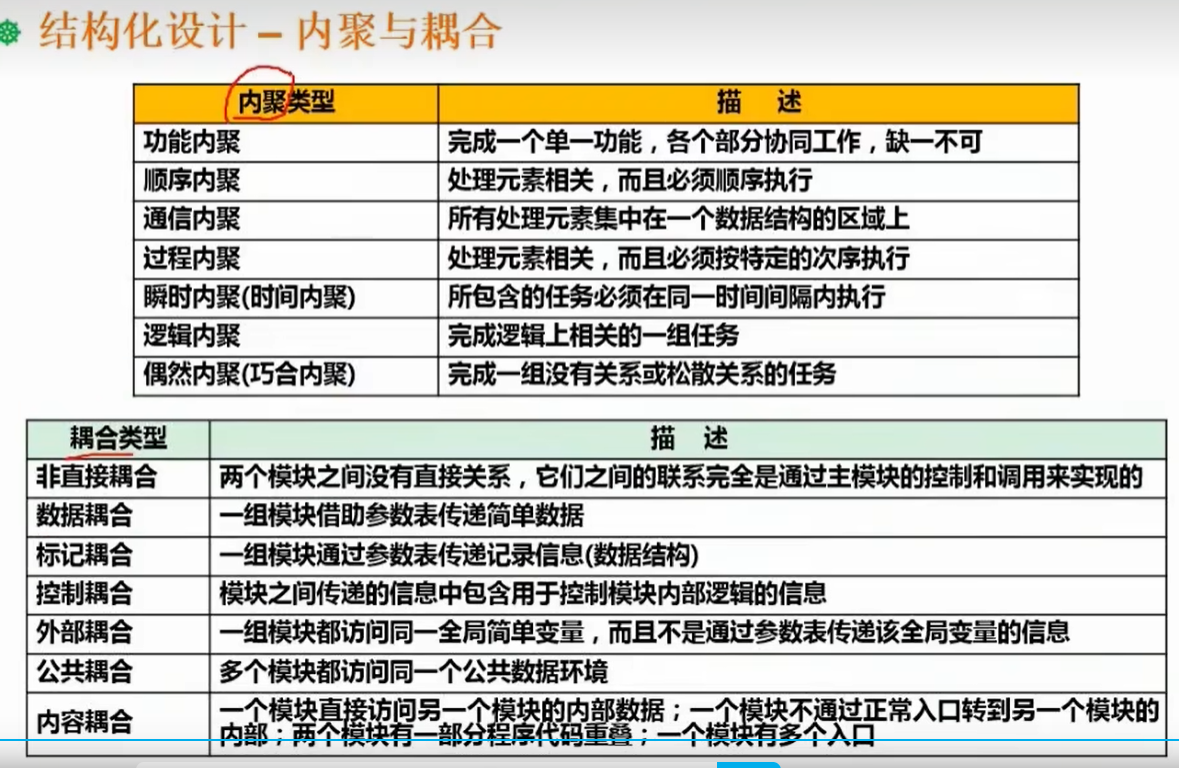 结构化设计 – 内聚与耦合
内聚类型 描 述
功能内聚 完成一个单一功能，各个部分协同工作，缺一不可
顺序内聚 处理元素相关，而且必须顺序执行
通信内聚 所有处理元素集中在一个数据结构的区域上
过程内聚 处理元素相关，而且必须按特定的次序执行
瞬时内聚(时间内聚) 所包含的任务必须在同一时间间隔内执行
逻辑内聚 完成逻辑上相关的一组任务
偶然内聚(巧合内聚) 完成一组没有关系或松散关系的任务
耦合类型 描 述
非直接耦合 两个模块之间没有直接关系，它们之间的联系完全是通过主模块的控制和调用来实现的
数据耦合 一组模块借助参数表传递简单数据
标记耦合 一组模块通过参数表传递记录信息(数据结构)
控制耦合 模块之间传递的信息中包含用于控制模块内部逻辑的信息
外部耦合 一组模块都访问同一全局简单变量，而且不是通过参数表传递该全局变量的信息
公共耦合 多个模块都访问同一个公共数据环境
内容耦合 一个模块直接访问另一个模块的内部数据；一个模块不通过正常入口转到另一个模块的
内部；两个模块有一部分程序代码重叠；一个模块有多个入口